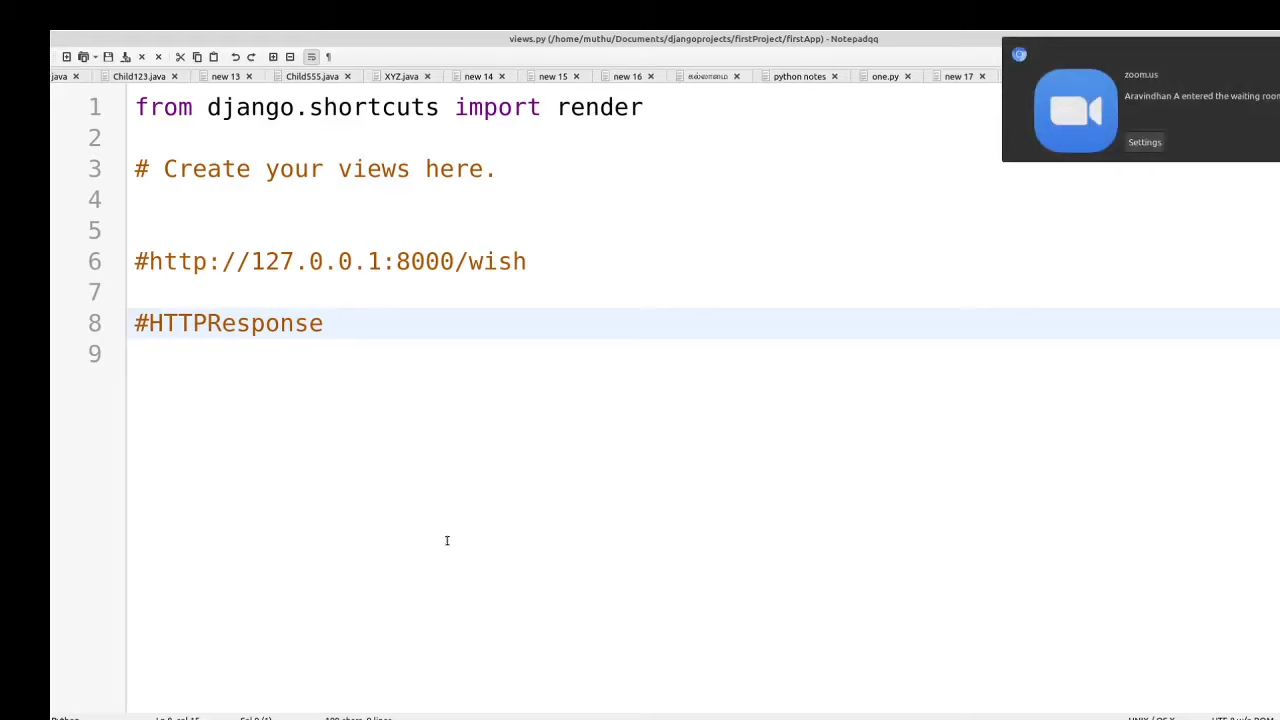 views.py (/home/muthu/Documents/djangoprojects/firstProject/firstApp) - Notepadqq
java Child123.java new 13 Child555.java XYZ.java new 14 new 15 new 16 python notes one.py new 17
zoom.us
Aravindhan A entered the waiting room
Settings
1 from django.shortcuts import render
2
3 # Create your views here.
4
5
6 #http://127.0.0.1:8000/wish
7
8 #HTTPResponse
9